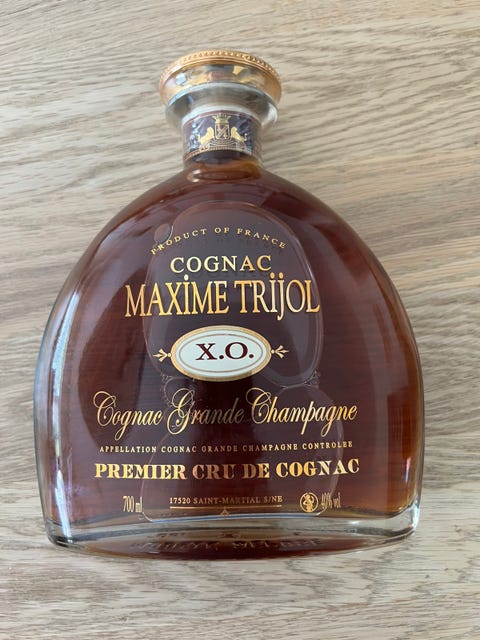 PRODUCT OF FRANCE
COGNAC
MAXIME TRIJOL
X.O.
Cognac Grande Champagne
APPELLATION COGNAC GRANDE CHAMPAGNE CONTROLEE
PREMIER CRU DE COGNAC
700 ml 17520 SAINT-MARTIAL S/NE 40% vol